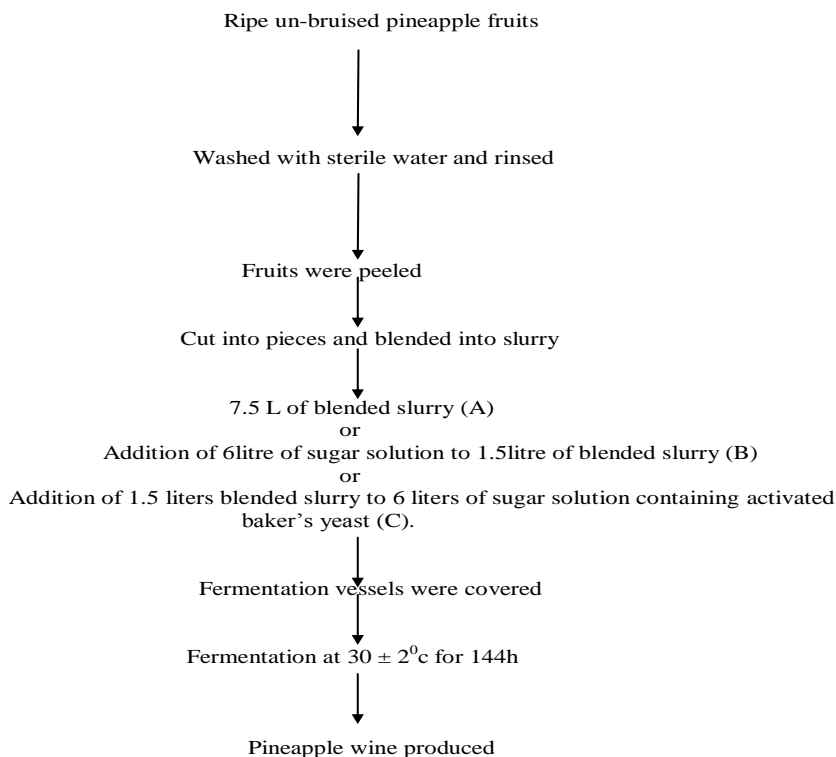 Ripe un-bruised pineapple fruits
Washed with sterile water and rinsed
Fruits were peeled
Cut into pieces and blended into slurry
7.5 L of blended slurry (A)
or
Addition of 6litre of sugar solution to 1.5litre of blended slurry (B)
or
Addition of 1.5 liters blended slurry to 6 liters of sugar solution containing activated
baker’s yeast (C).
Fermentation vessels were covered
Fermentation at 30 ± 2⁰c for 144h
Pineapple wine produced